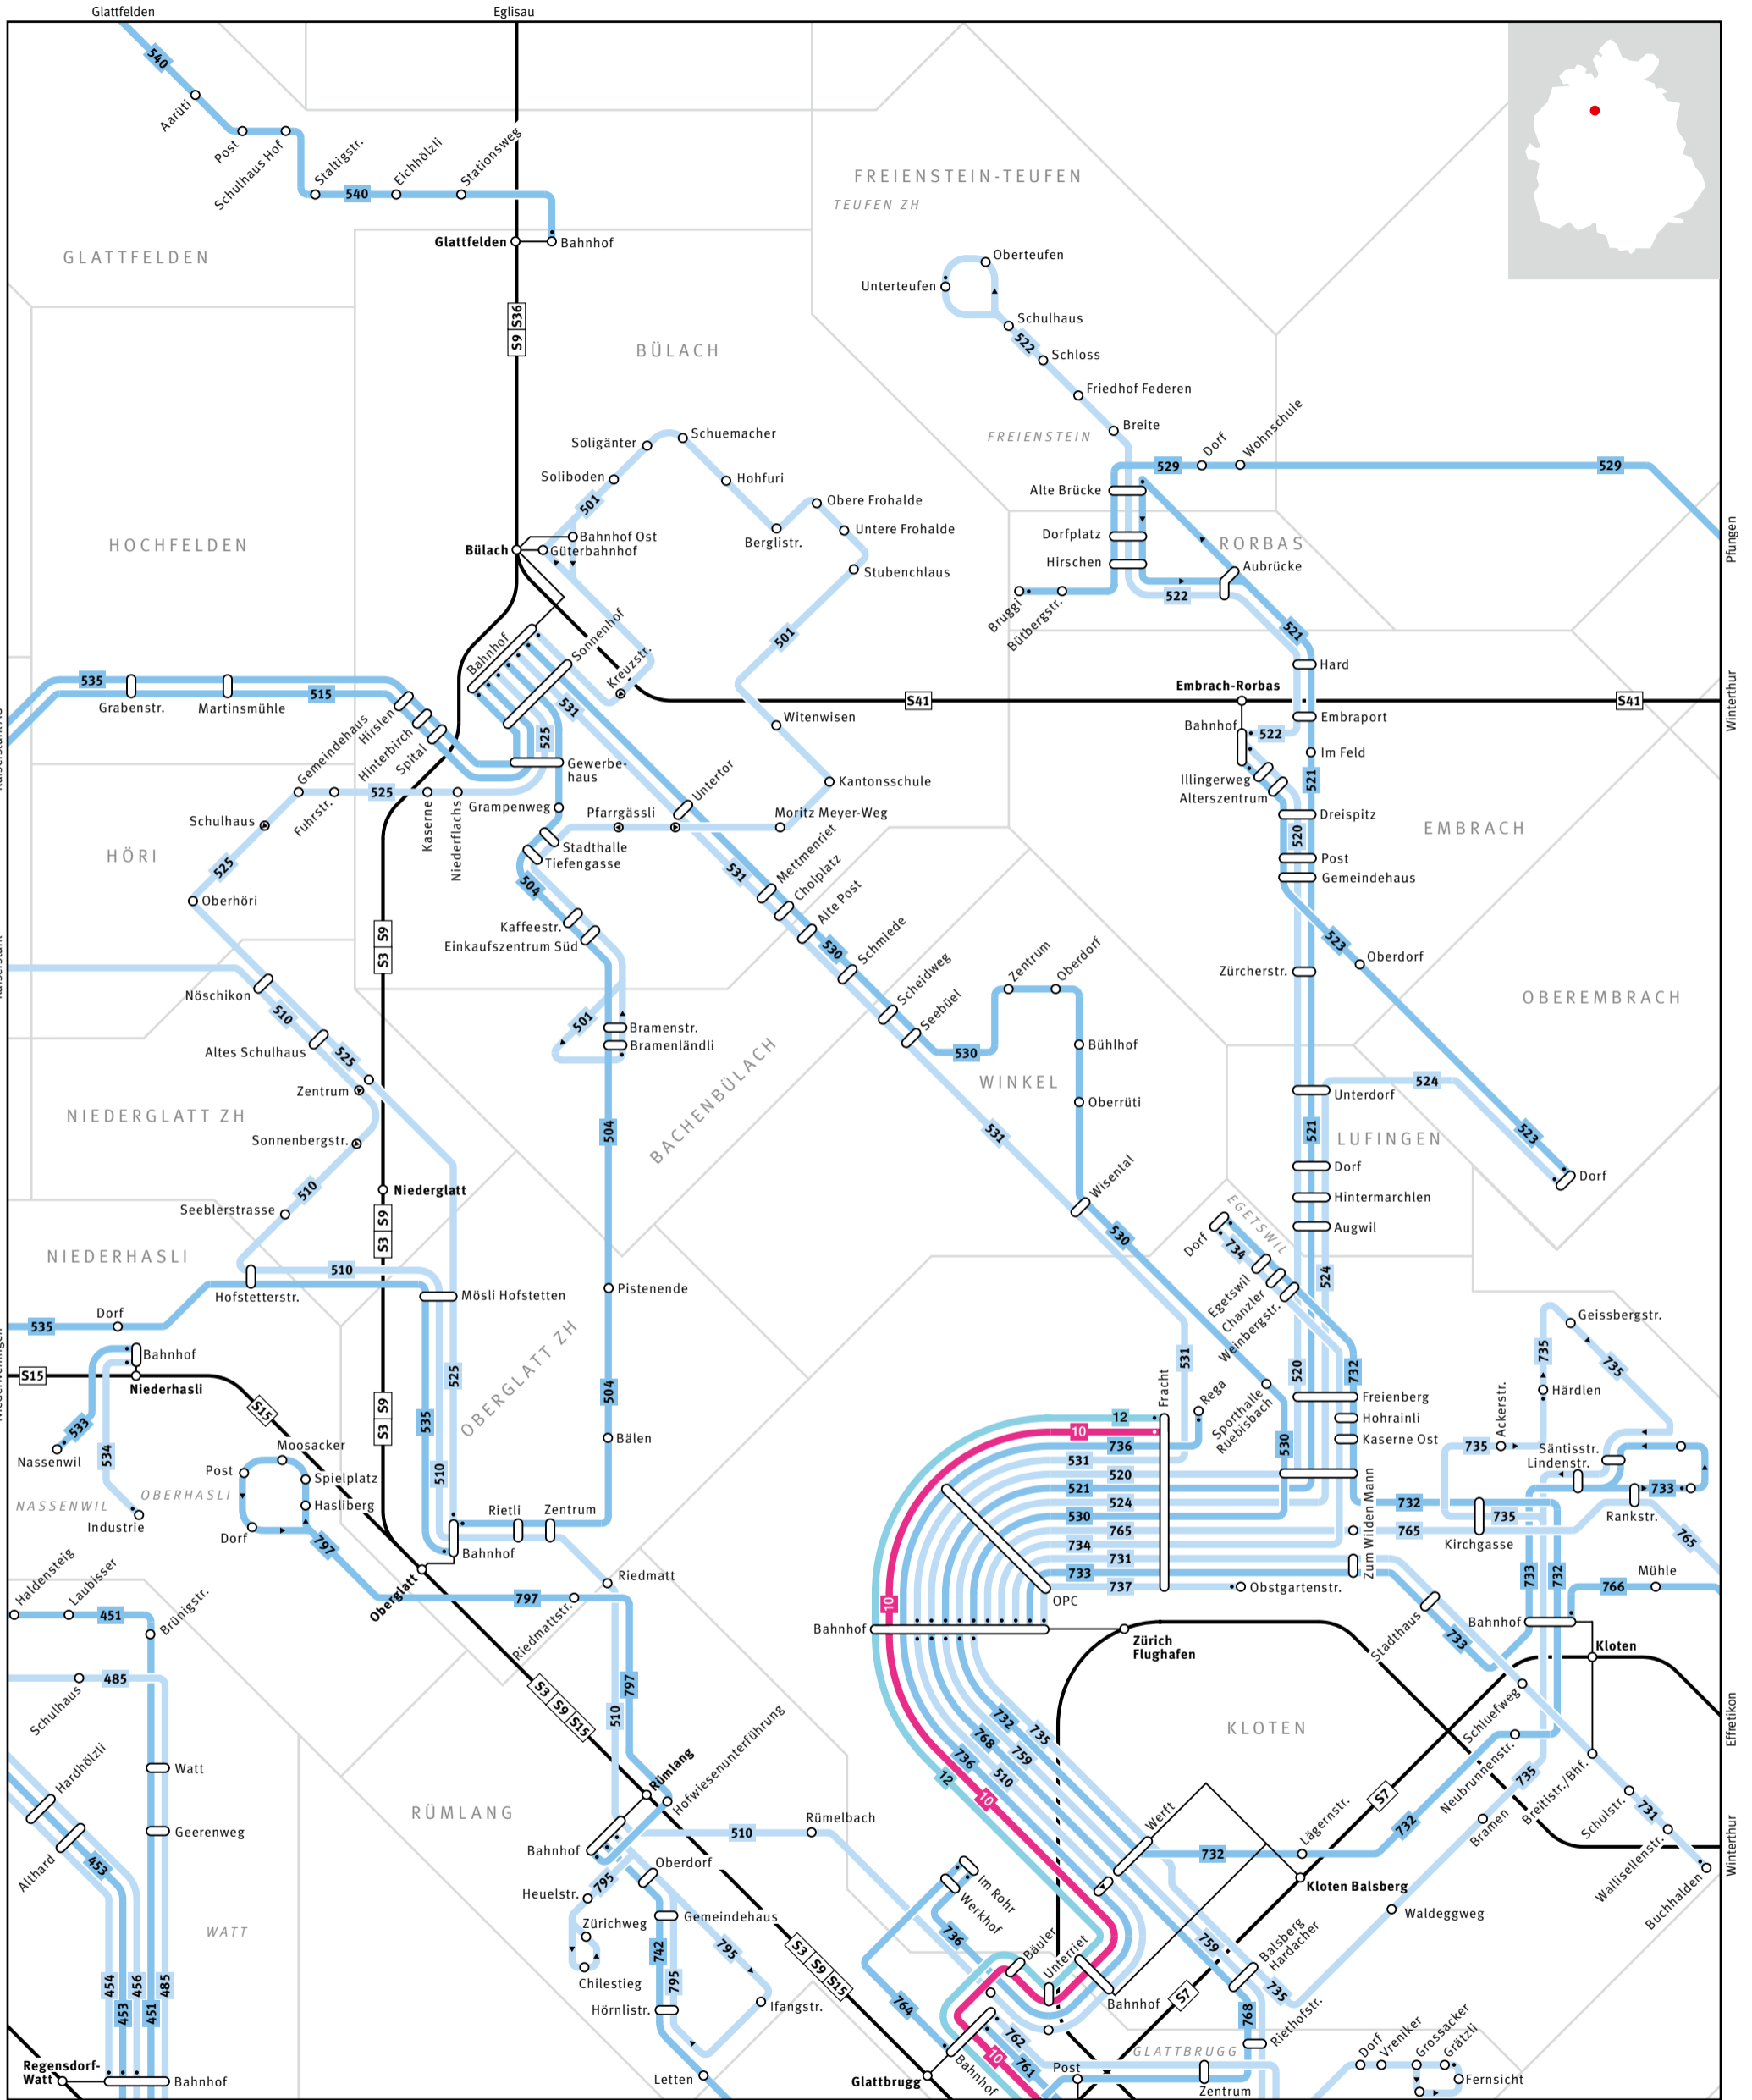 Glattfelden
Eglisau
540
Aarüti
Post
Schulhaus Hof
Staltigstr.
540
Eichhölzli
Stationsweg
FREIENSTEIN-TEUFEN
TEUFEN ZH
GLATTFELDEN
Glattfelden
Bahnhof
Oberteufen
Unterteufen
Schulhaus
522
Schloss
S9 S36
BÜLACH
Friedhof Federen
Breite
FREIENSTEIN
Dorf
Wohnschule
529
529
Soligänter
Schuemacher
Soliboden
Hohfuri
501
Obere Frohalde
Untere Frohalde
Berglistr.
Stubenchlaus
Alte Brücke
Dorfplatz
Hirschen
RORBAS
Aubrücke
Pfungen
HOCHFELDEN
Bülach
Bahnhof Ost
Güterbahnhof
Bruggi
Bütbergstr.
522
521
501
Bahnhof
Sonnenhof
Kreuzstr.
Hard
535
515
Grabenstr.
Martinsmühle
531
S41
Embrach-Rorbas
S41
Winterthur
Embraport
Bahnhof
522
Im Feld
Gemeindehaus
Hirslen
Hinterbirch
Spital
525
Gewerbe-
haus
Witenwisen
Kantonsschule
Illingerweg
Alterszentrum
521
525
Fuhrstr.
Kaserne
Niederflachs
Grampenweg
Untertor
Pfarrgässli
Moritz Meyer-Weg
Dreispitz
520
EMBRACH
Schulhaus
HÖRI
525
Stadthalle
Tiefengasse
504
531
Mettmenriet
Cholplatz
Alte Post
Post
Gemeindehaus
Oberhöri
Kaffeestr.
Einkaufszentrum Süd
530
Schmiede
Scheidweg
Seebüel
523
Oberdorf
Zürcherstr.
S3 S9
OBEREMBRACH
Nöschikon
510
Zentrum
Oberdorf
501
Bramenstr.
Bramenländli
530
Bühlhof
Altes Schulhaus
525
WINKEL
Zentrum
BACHENBÜLACH
524
Unterdorf
Oberrüti
NIEDERGLATT ZH
504
531
521
LUFINGEN
523
Sonnenbergstr.
Dorf
Dorf
Niederglatt
510
Wisental
Hintermarchlen
Seeblerstrasse
S3 S9
EGETSWIL
Augwil
530
Dorf
734
NIEDERHASLI
510
Hofstetterstr.
Mösli Hofstetten
Pistenende
524
Egetswil
Chanzler
Weinbergstr.
535
Dorf
Geissbergstr.
Bahnhof
S15
Niederhasli
S15
S3 S9
525
535
OBERGLATT ZH
504
531
520
732
735
735
Fracht
Rega
Sporthalle
Ruebisbach
Freienberg
Hohrainli
Kaserne Ost
Härdlen
Ackerstr.
12
10
736
530
735
Säntisstr.
Lindenstr.
533
Nassenwil
534
Moosacker
Post
Spielplatz
Hasliberg
Bälen
510
531
520
521
524
530
765
734
731
733
737
732
733
Rankstr.
765
735
Kirchgasse
765
NASSENWIL
Industrie
OBERHASLI
Dorf
797
Rietli
Zentrum
Bahnhof
Oberglatt
Riedmatt
OPC
Zum Wilden Mann
Obstgartenstr.
733
732
766
Mühle
Haldensteig
Laubisser
451
Brünigstr.
797
Riedmattstr.
10
Bahnhof
Zürich
Flughafen
Stadthaus
733
Bahnhof
Kloten
485
Schulhaus
S3 S9 S15
510
797
732
735
768
759
736
510
12
10
KLOTEN
Schluefweg
Neubrunnenstr.
735
Breitistr./Bhf.
Effretikon
Hardhölzli
Watt
Geerenweg
Althard
453
RÜMLANG
Rümlang
Hofwiesenunterführung
Bahnhof
510
Rümelbach
Werft
732
Lägernstr.
S7
732
Bramen
Schulstr.
731
Wallisellenstr.
Buchhalden
Winterthur
Kloten Balsberg
Waldeggweg
Oberdorf
795
Heuelstr.
Zürichweg
Gemeindehaus
Chilestieg
742
795
795
Hörnlistr.
Ifangstr.
Letten
WATT
454
453
456
451
485
Regensdorf-
Watt
Bahnhof
S3 S9 S15
Im Rohr
Werkhof
736
Bäuler
Unterriet
Bahnhof
759
Balsberg
Hardacher
735
S7
768
Riethofstr.
764
762
10
761
Bahnhof
Glattbrugg
Post
GLATTBRUGG
Zentrum
Dorf
Vreniker
Grossacker
Grätzli
Fernsicht